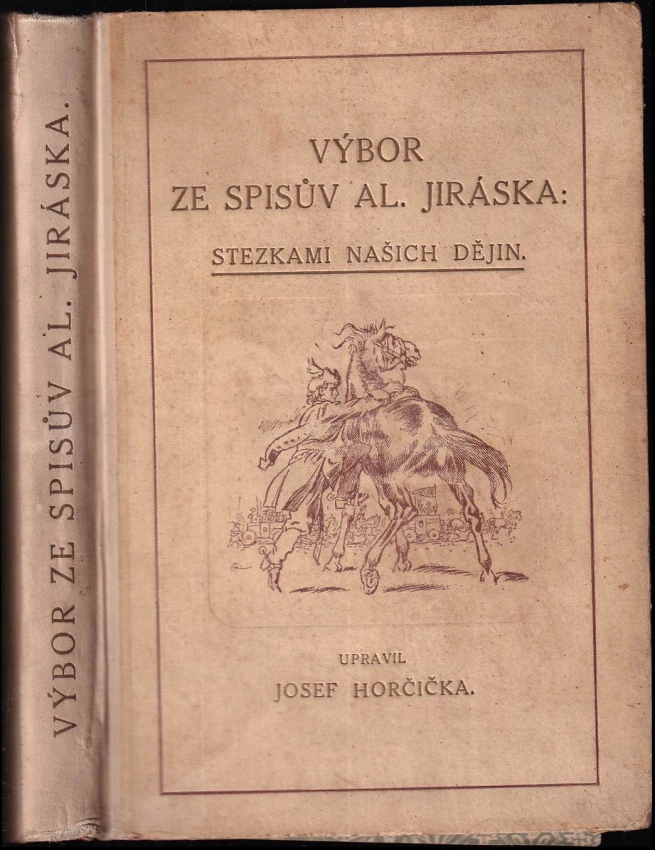 VÝBOR ZE SPISŮV AL. JIRÁSKA.
VÝBOR
ZE SPISŮV AL. JIRÁSKA:
STEZKAMI NAŠICH DĚJIN.
UPRAVIL
JOSEF HORČIČKA.